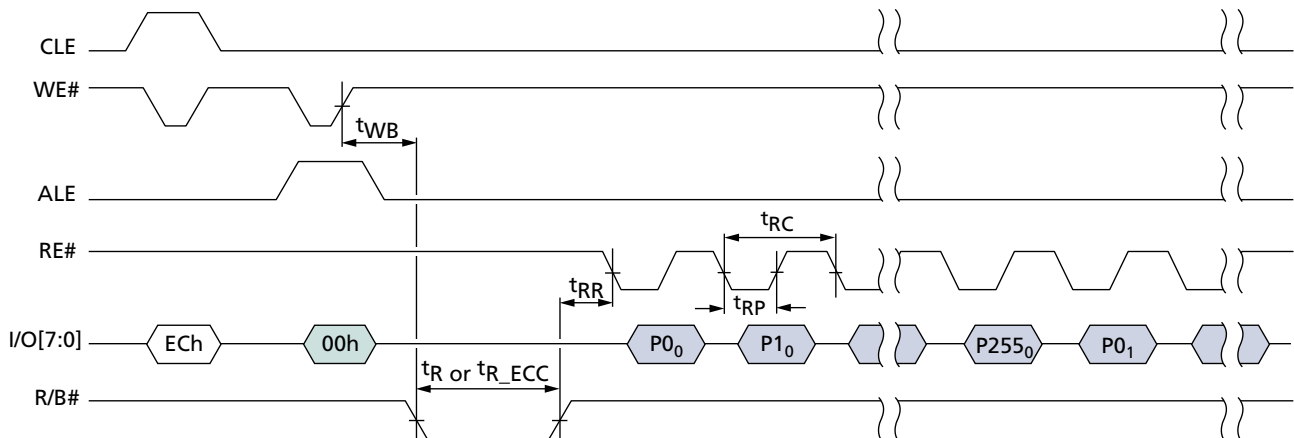 CLE
WE#
tWB
ALE
RE#
tRC
tRR
tRP
I/O[7:0]
ECh
00h
P0₀
P1₀
P255₀
P0₁
tR or tR_ECC
R/B#